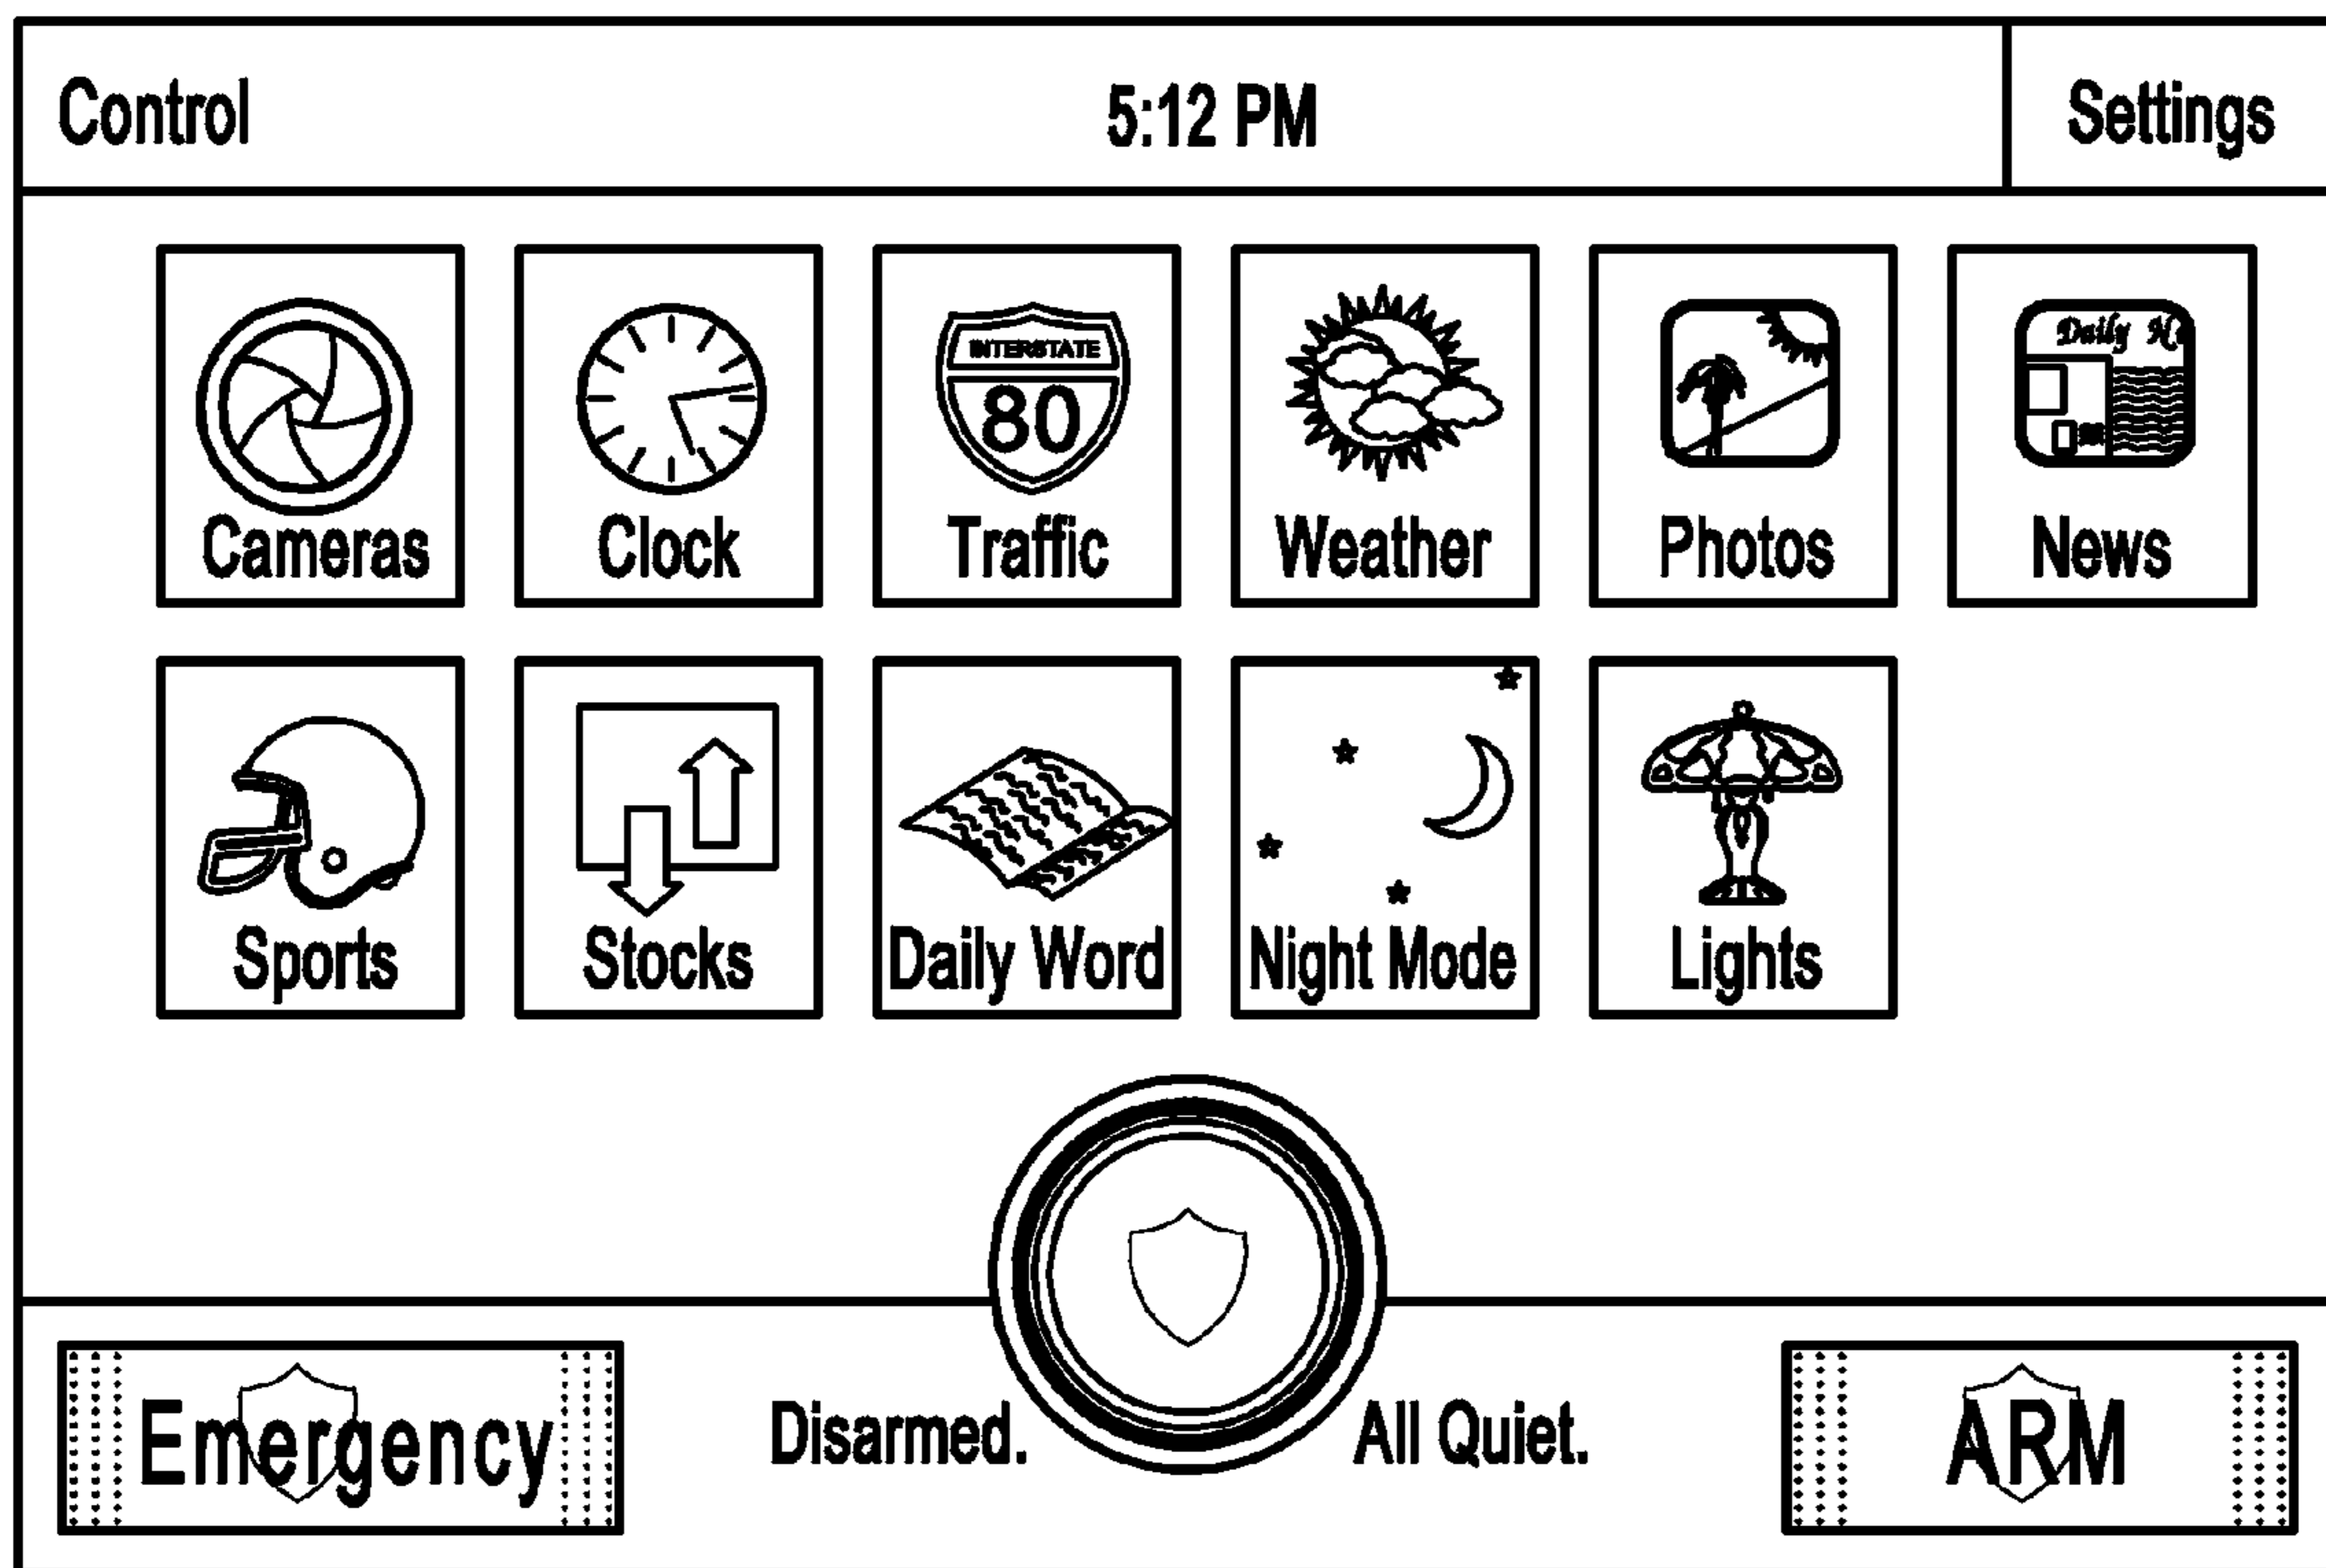 Control 5:12 PM Settings
INTERSTATE
80
Daily
Cameras Clock Traffic Weather Photos News
Sports Stocks Daily Word Night Mode Lights
Emergency Disarmed. All Quiet. ARM